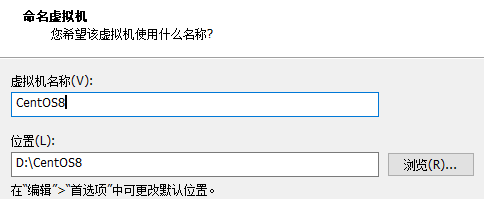 命名虚拟机
您希望该虚拟机使用什么名称?
虚拟机名称(V):
CentOS8
位置(L):
D:\CentOS8
浏览(R)...
在“编辑”>“首选项”中可更改默认位置。